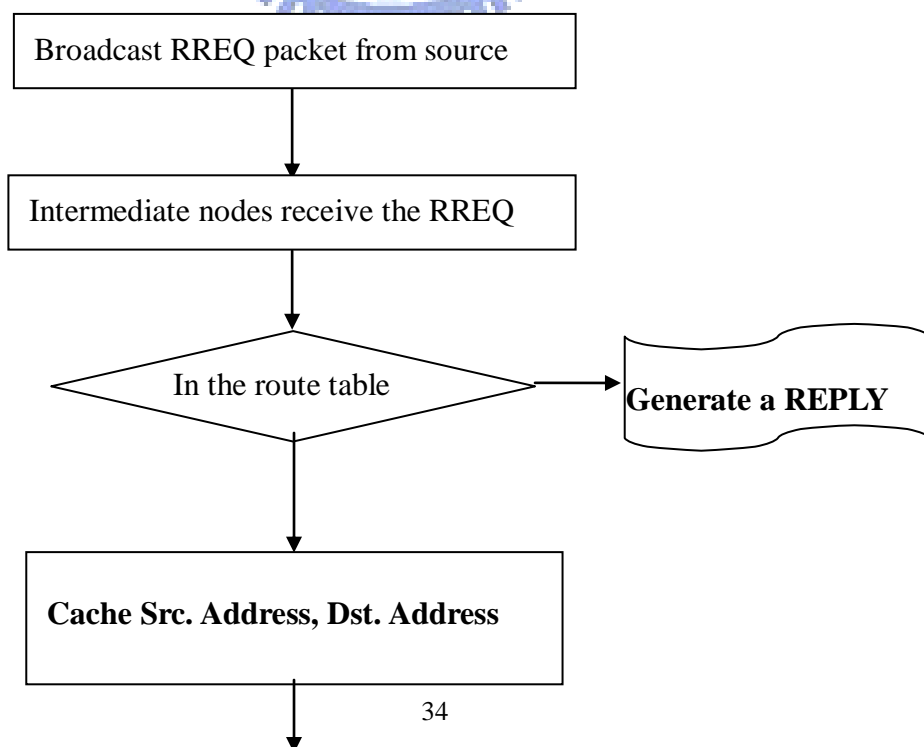 Broadcast RREQ packet from source
Intermediate nodes receive the RREQ
In the route table
Generate a REPLY
Cache Src. Address, Dst. Address
34